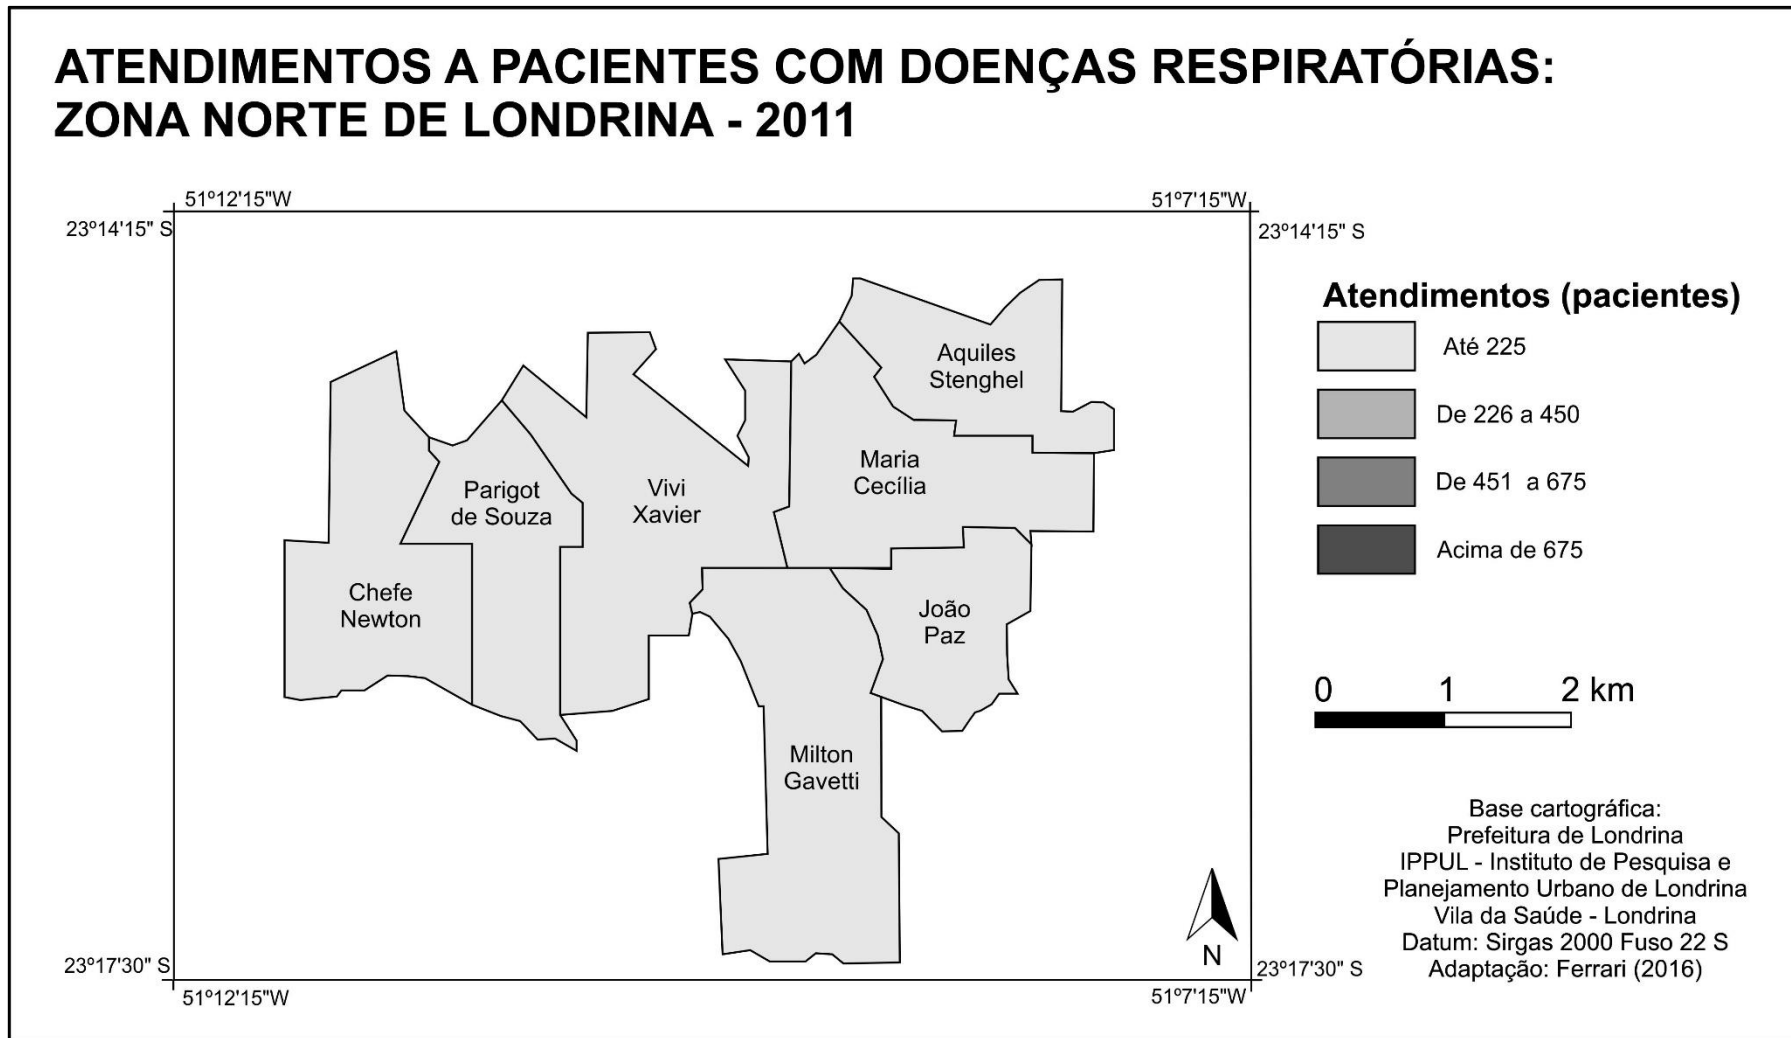 ATENDIMENTOS A PACIENTES COM DOENÇAS RESPIRATÓRIAS:
ZONA NORTE DE LONDRINA - 2011
51º12'15"W
51º7'15"W
23º14'15" S
23º14'15" S
Aquiles
Stenghel
Maria
Cecília
Vivi
Xavier
Parigot
de Souza
Chefe
Newton
João
Paz
Milton
Gavetti
N
23º17'30" S
23º17'30" S
51º12'15"W
51º7'15"W
Atendimentos (pacientes)
Até 225
De 226 a 450
De 451  a 675
Acima de 675
0 1 2 km
Base cartográfica:
Prefeitura de Londrina
IPPUL - Instituto de Pesquisa e
Planejamento Urbano de Londrina
Vila da Saúde - Londrina
Datum: Sirgas 2000 Fuso 22 S
Adaptação: Ferrari (2016)